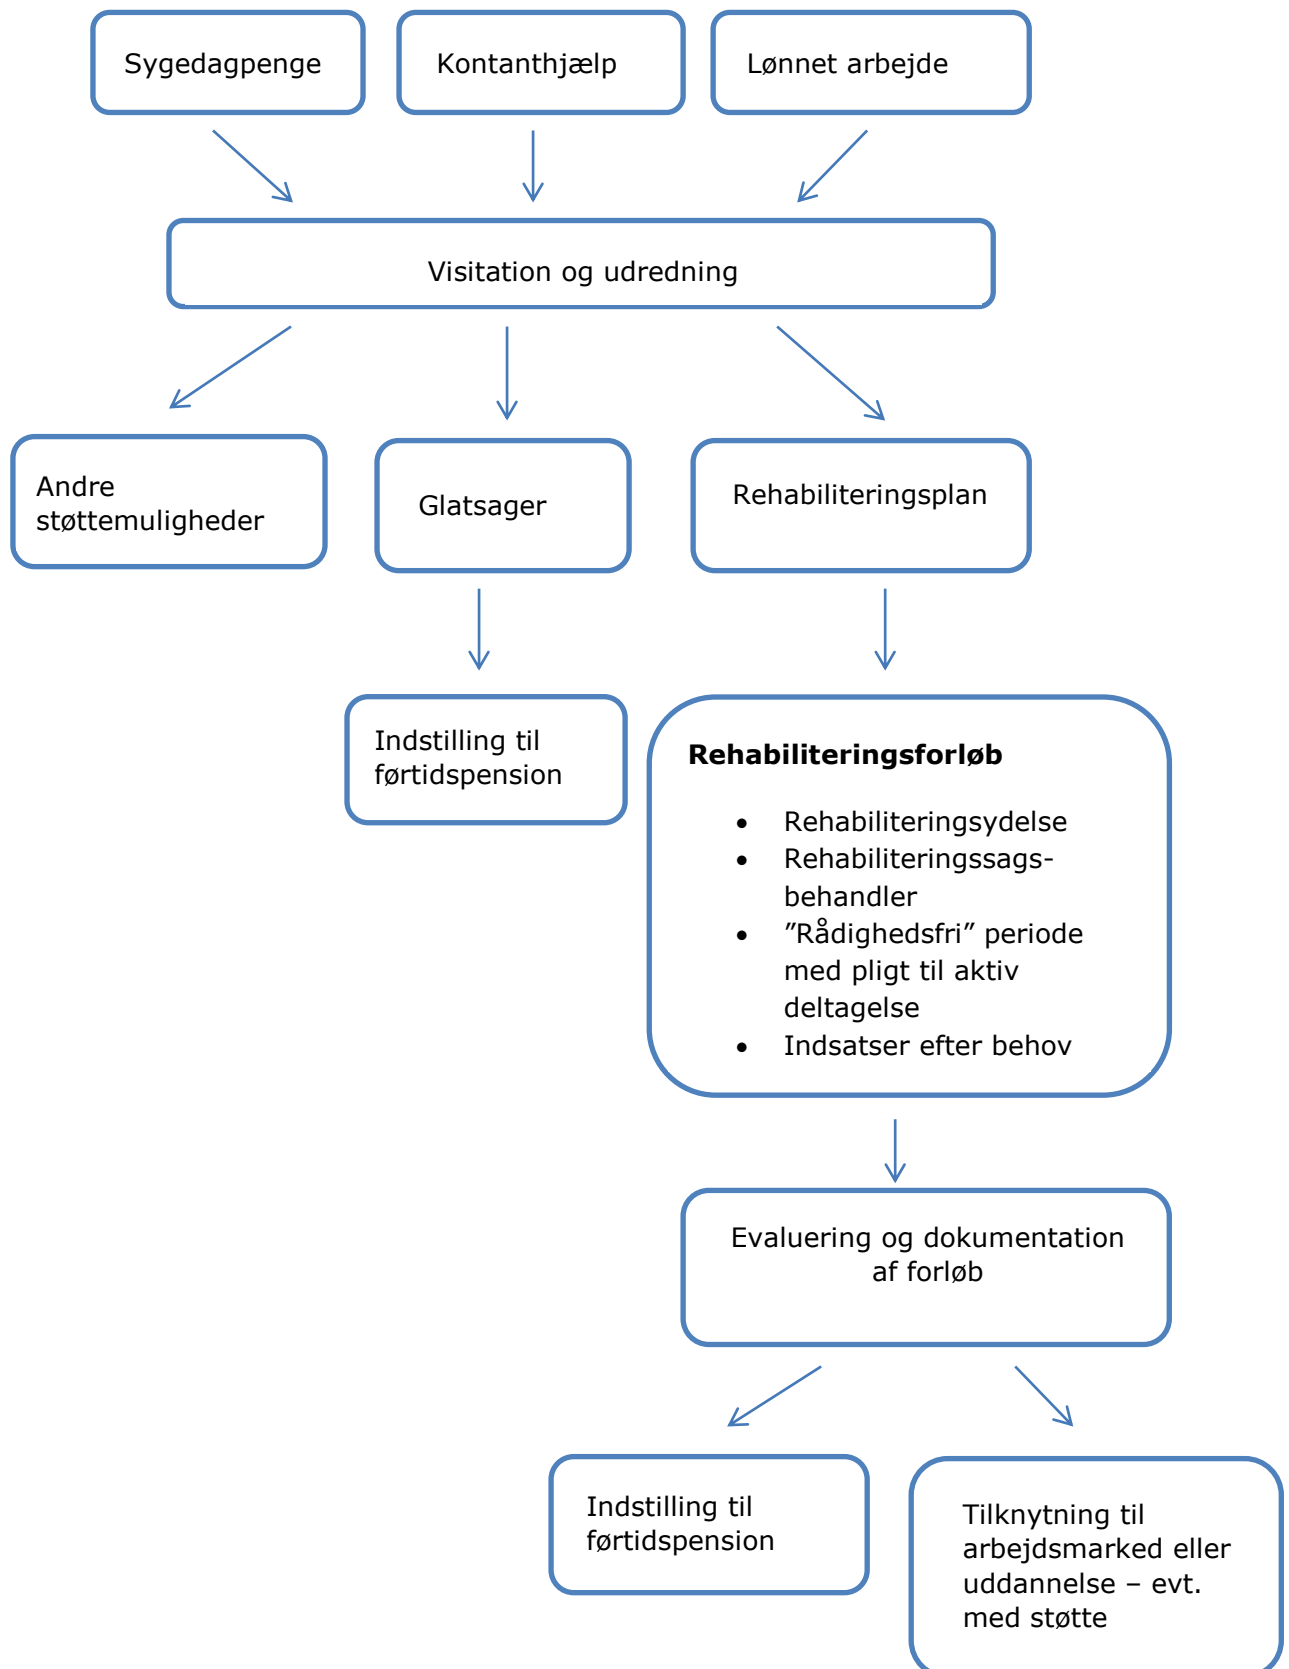 Sygedagpenge
Kontanthjælp
Lønnet arbejde
Visitation og udredning
Andre
støttemuligheder
Glatsager
Rehabiliteringsplan
Indstilling til
førtidspension
Rehabiliteringsforløb
• Rehabiliteringsydelse
• Rehabiliteringssags-
behandler
• ”Rådighedsfri” periode
med pligt til aktiv
deltagelse
• Indsatser efter behov
Evaluering og dokumentation
af forløb
Indstilling til
førtidspension
Tilknytning til
arbejdsmarked eller
uddannelse – evt.
med støtte